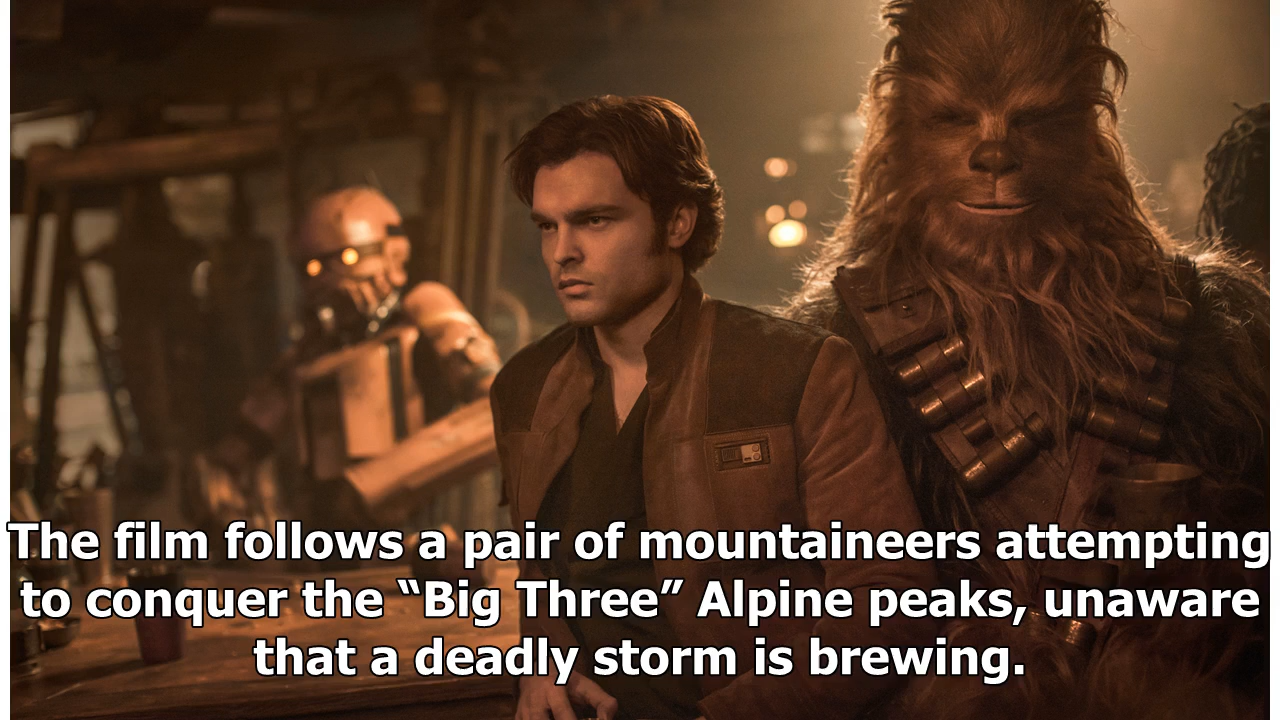 The film follows a pair of mountaineers attempting
to conquer the “Big Three” Alpine peaks, unaware
that a deadly storm is brewing.